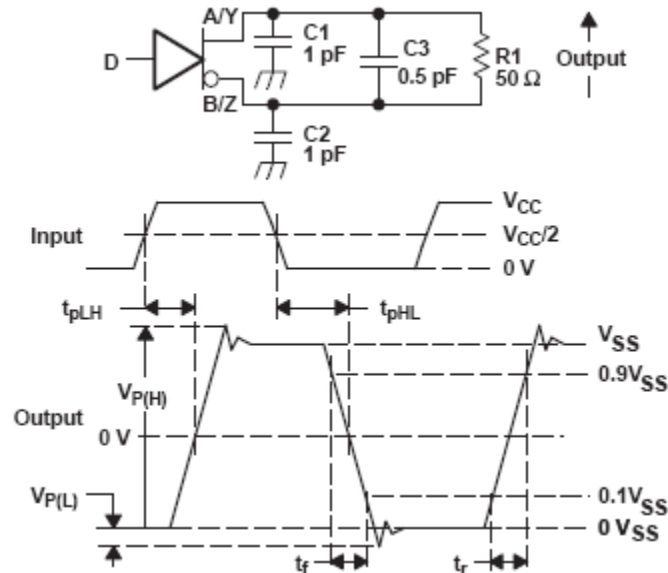 A/Y
C1
1 pF
D
C3
0.5 pF
R1
50 Ω
Output
B/Z
C2
1 pF
Input
VCC
VCC/2
0 V
tpLH
tpHL
VSS
0.9VSS
VP(H)
Output
0 V
VP(L)
0.1VSS
0 VSS
tf
tr